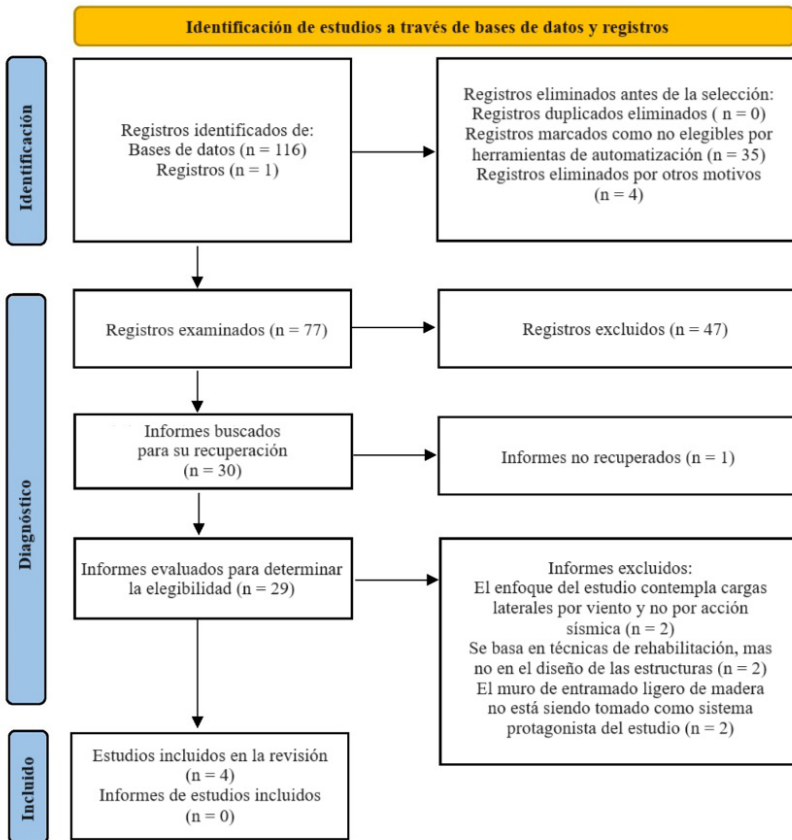 Identificación de estudios a través de bases de datos y registros
Identificación
Registros identificados de:
Bases de datos (n = 116)
Registros (n = 1)
Registros eliminados antes de la selección:
Registros duplicados eliminados ( n = 0)
Registros marcados como no elegibles por
herramientas de automatización (n = 35)
Registros eliminados por otros motivos
(n = 4)
Diagnóstico
Registros examinados (n = 77)
Registros excluidos (n = 47)
Informes buscados
para su recuperación
(n = 30)
Informes no recuperados (n = 1)
Informes evaluados para determinar
la elegibilidad (n = 29)
Informes excluidos:
El enfoque del estudio contempla cargas
laterales por viento y no por acción
sísmica (n = 2)
Se basa en técnicas de rehabilitación, mas
no en el diseño de las estructuras (n = 2)
El muro de entramado ligero de madera
no está siendo tomado como sistema
protagonista del estudio (n = 2)
Incluido
Estudios incluidos en la revisión
(n = 4)
Informes de estudios incluidos
(n = 0)